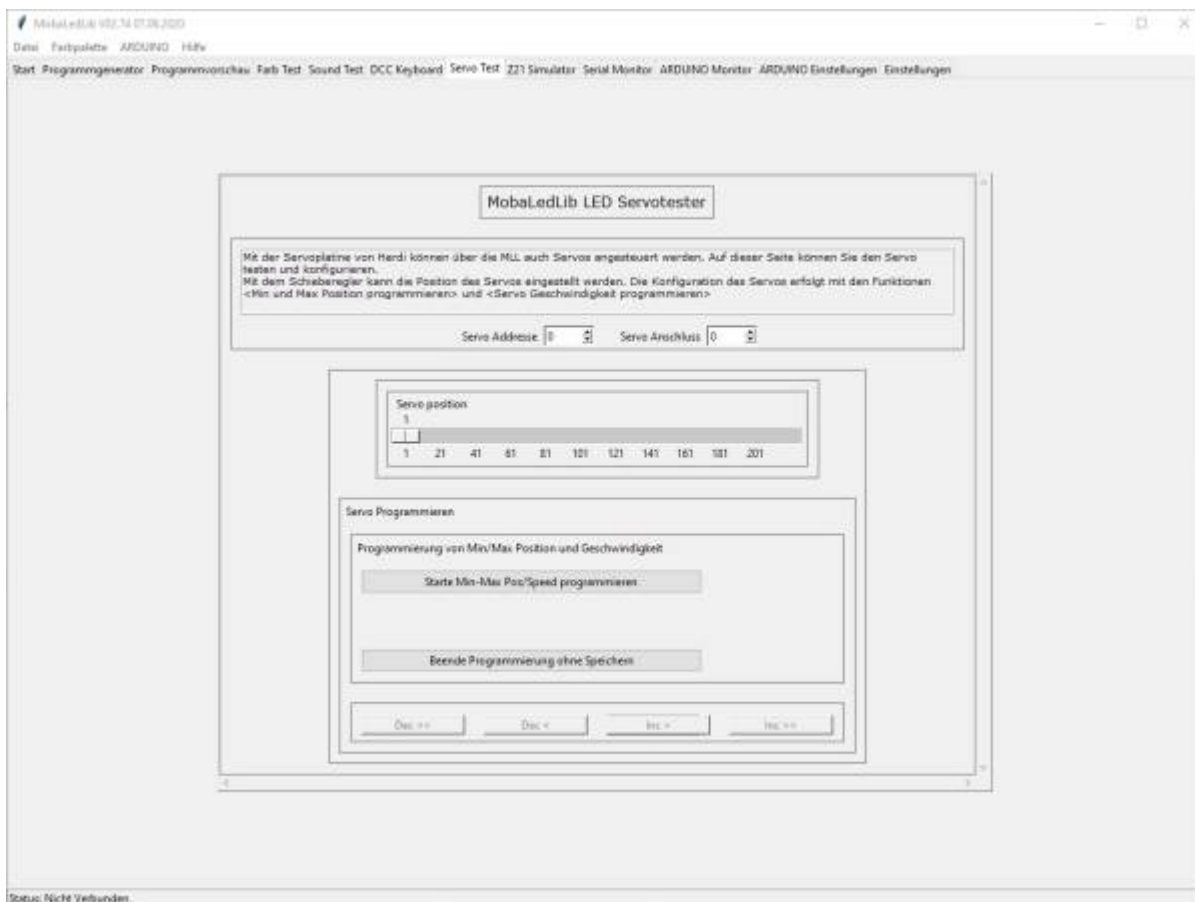 MobaLedLib V02.74 07.08.2023
Datei Farbpalette ARDUINO Hilfe
Start Programmgenerator Programmvorschau Farb Test Sound Test DCC Keyboard Servo Test Z21 Simulator Serial Monitor ARDUINO Monitor ARDUINO Einstellungen Einstellungen
MobaLedLib LED Servotester
Mit der Servoplatine von Hardi können über die MLL auch Servos angesteuert werden. Auf dieser Seite können Sie den Servo
testen und konfigurieren.
Mit dem Schieberegler kann die Position des Servos eingestellt werden. Die Konfiguration des Servos erfolgt mit den Funktionen
<Min und Max Position programmieren> und <Servo Geschwindigkeit programmieren>
Servo Addresse 0 Servo Anschluss 0
Servo position
1
1 21 41 61 81 101 121 141 161 181 201
Servo Programmieren
Programmierung von Min/Max Position und Geschwindigkeit
Starte Min-Max Pos/Speed programmieren
Beende Programmierung ohne Speichern
Dec << Dec < Inc > Inc >>
Status: Nicht Verbunden